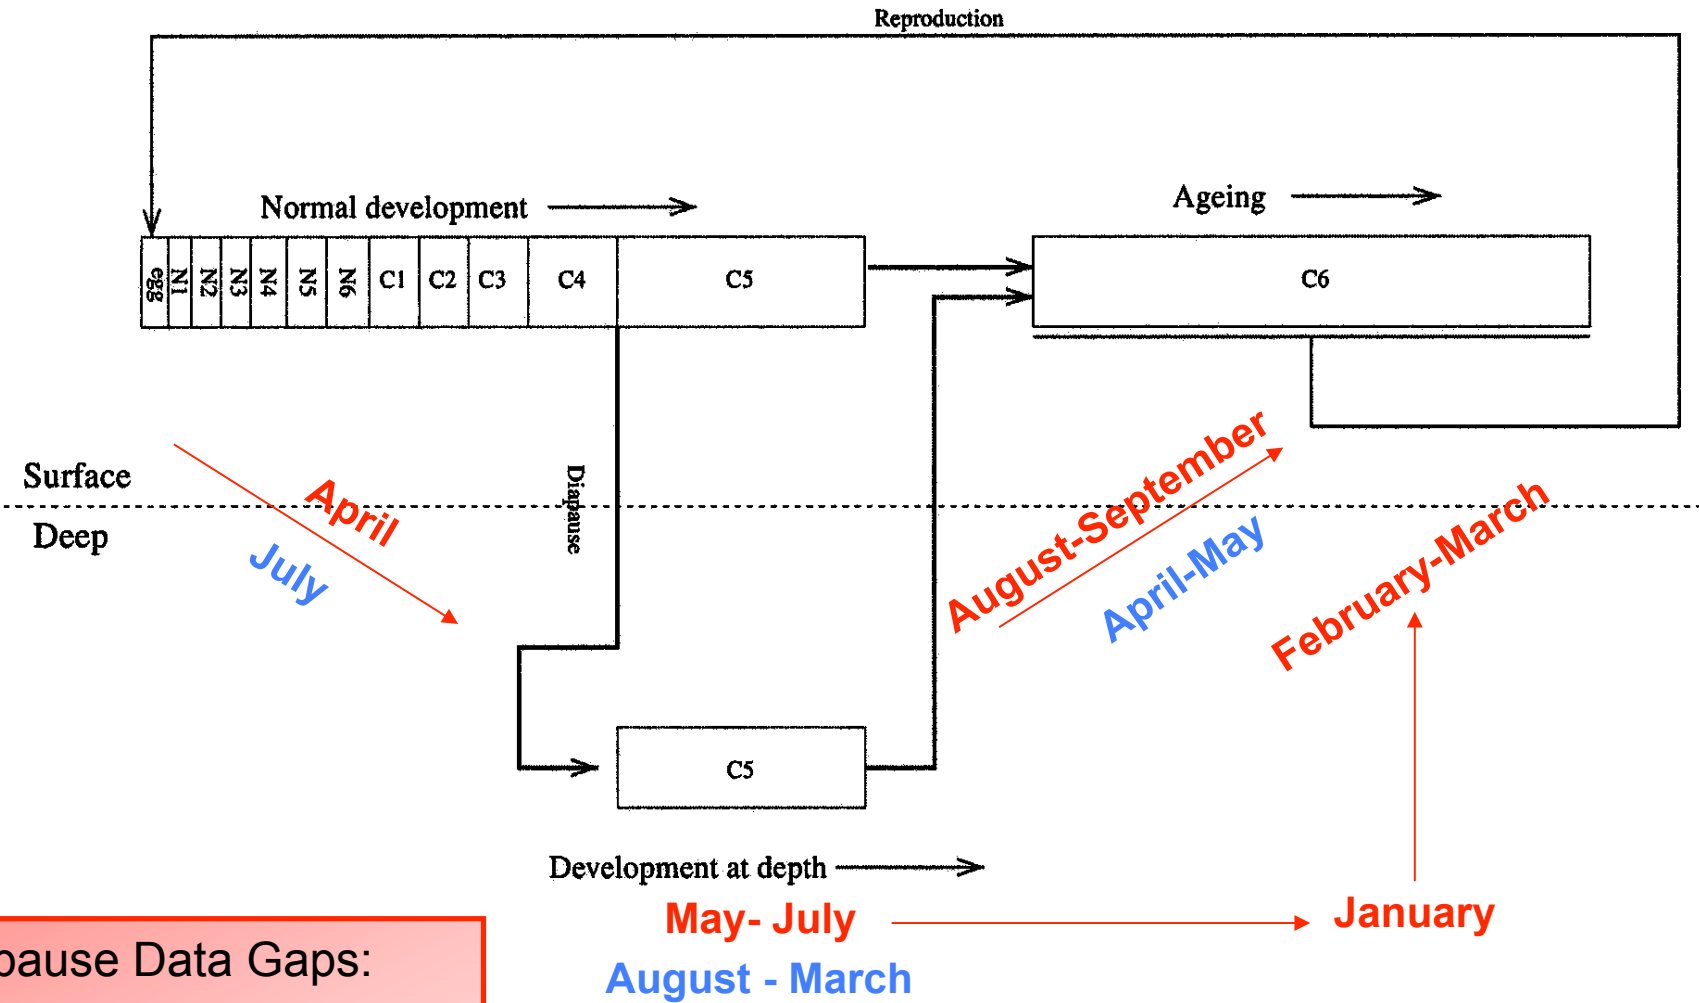 Reproduction
Normal development
Ageing
egg N1 N2 N3 N4 N5 N6 C1 C2 C3 C4 C5
C6
Surface
Deep
Diapause
April
July
August-September
April-May
February-March
C5
Development at depth
May- July
January
August - March
pause Data Gaps: